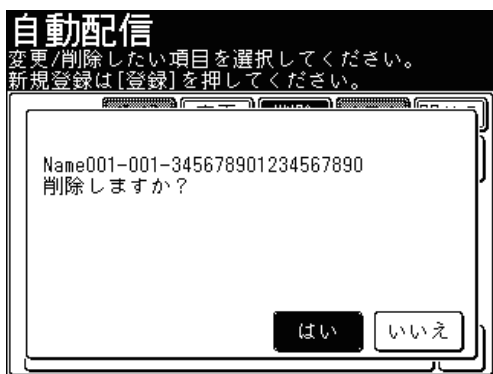 自動配信
変更/削除したい項目を選択してください。
新規登録は[登録]を押してください。
Name001-001-345678901234567890
削除しますか？
はい
いいえ